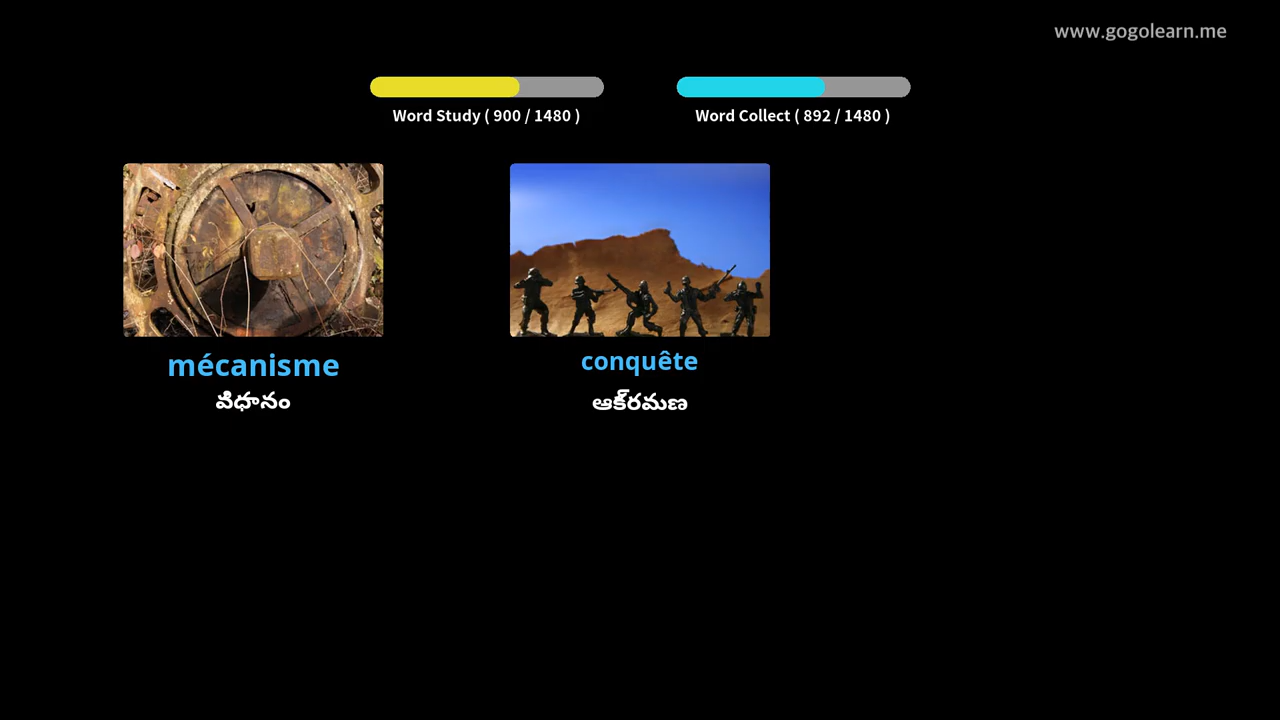 www.gogolearn.me
Word Study ( 900 / 1480 )
Word Collect ( 892 / 1480 )
mécanisme
విధానం
conquête
ఆక్రమణ